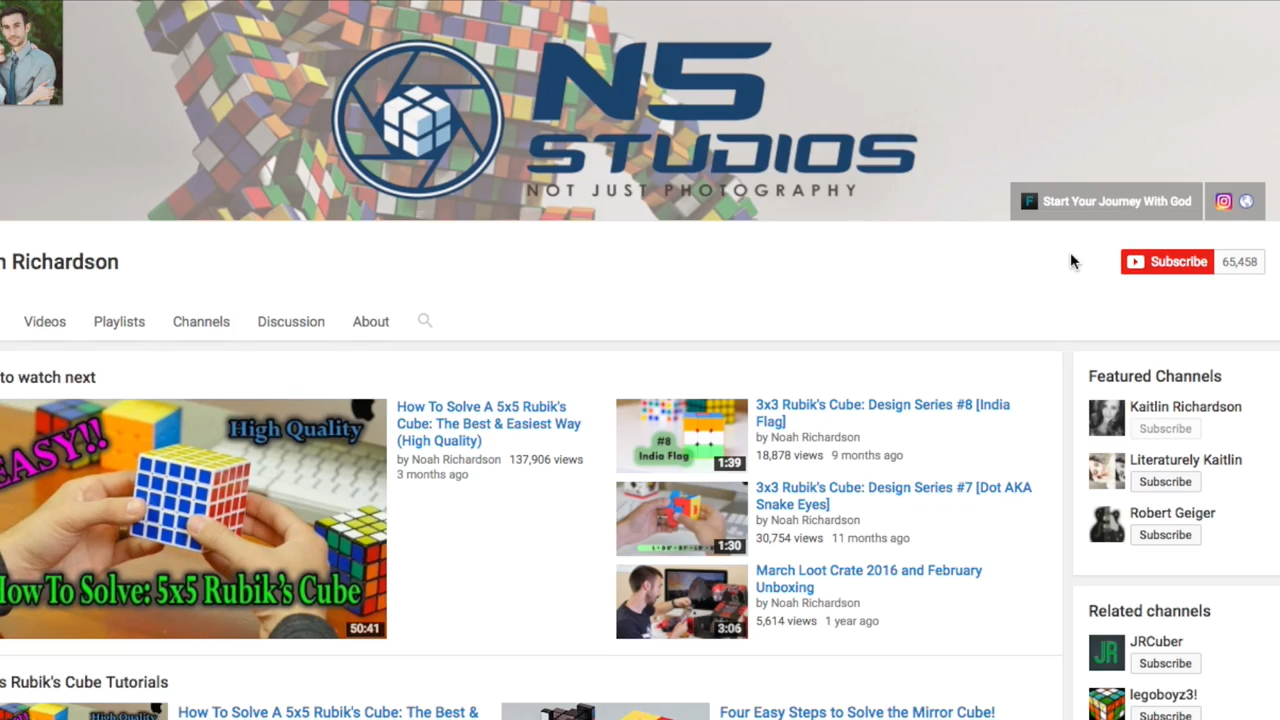 N5
STUDIOS
NOT JUST PHOTOGRAPHY
F Start Your Journey With God
Richardson
Subscribe 65,458
Videos Playlists Channels Discussion About
to watch next
EASY!!
High Quality
How To Solve: 5x5 Rubik's Cube
50:41
How To Solve A 5x5 Rubik's
Cube: The Best & Easiest Way
(High Quality)
by Noah Richardson 137,906 views
3 months ago
#8
India Flag
1:39
3x3 Rubik's Cube: Design Series #8 [India
Flag]
by Noah Richardson
18,878 views 9 months ago
1:30
3x3 Rubik's Cube: Design Series #7 [Dot AKA
Snake Eyes]
by Noah Richardson
30,754 views 11 months ago
3:06
March Loot Crate 2016 and February
Unboxing
by Noah Richardson
5,614 views 1 year ago
Featured Channels
Kaitlin Richardson
Subscribe
Literaturely Kaitlin
Subscribe
Robert Geiger
Subscribe
Related channels
JR
JRCuber
Subscribe
legoboyz3!
Subscribe
s Rubik's Cube Tutorials
High Quality
How To Solve A 5x5 Rubik's Cube: The Best &
Four Easy Steps to Solve the Mirror Cube!